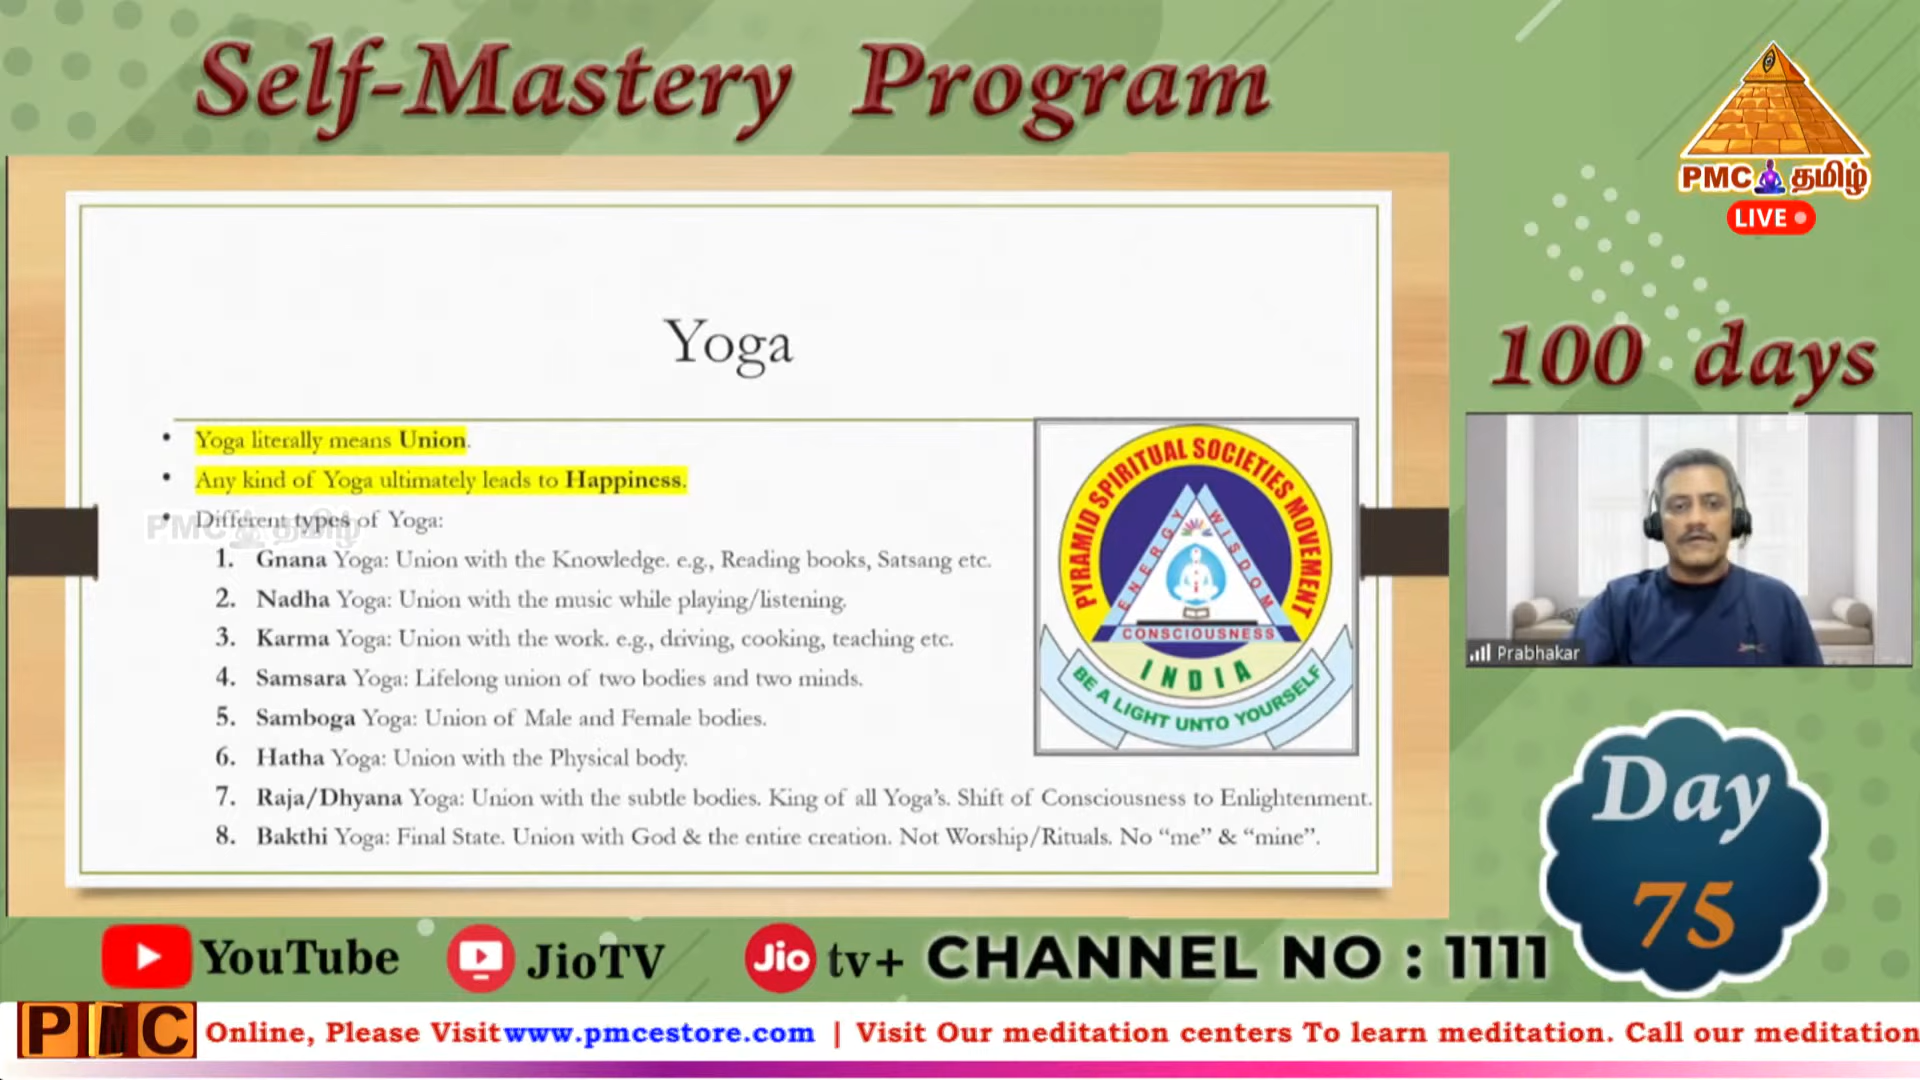 Self-Mastery Program
PMC தமிழ்
LIVE
100 days
Yoga
• Yoga literally means Union.
• Any kind of Yoga ultimately leads to Happiness.
PMC தமிழ்
• Different types of Yoga:
1. Gnana Yoga: Union with the Knowledge. e.g., Reading books, Satsang etc.
2. Nadha Yoga: Union with the music while playing/listening.
3. Karma Yoga: Union with the work. e.g., driving, cooking, teaching etc.
4. Samsara Yoga: Lifelong union of two bodies and two minds.
5. Samboga Yoga: Union of Male and Female bodies.
6. Hatha Yoga: Union with the Physical body.
7. Raja/Dhyana Yoga: Union with the subtle bodies. King of all Yoga's. Shift of Consciousness to Enlightenment.
8. Bakthi Yoga: Final State. Union with God & the entire creation. Not Worship/Rituals. No “me” & “mine”.
PYRAMID SPIRITUAL SOCIETIES MOVEMENT
ENERGY
WISDOM
CONSCIOUSNESS
INDIA
BE A LIGHT UNTO YOURSELF
Prabhakar
Day
75
YouTube JioTV Jio tv+ CHANNEL NO : 1111
PMC Online, Please Visit www.pmcestore.com | Visit Our meditation centers To learn meditation. Call our meditation